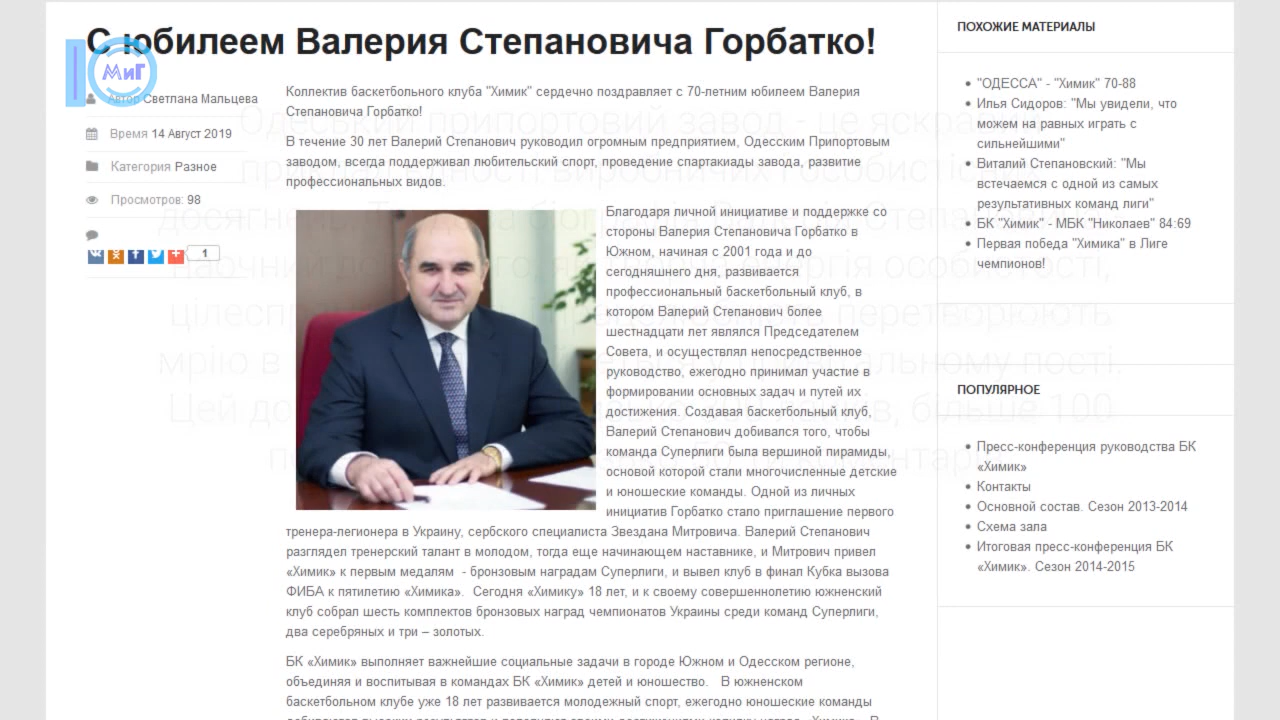 С юбилеем Валерия Степановича Горбатко!
МиГ
Автор Светлана Мальцева
Время 14 Август 2019
Категория Разное
Просмотров: 98
1
Коллектив баскетбольного клуба "Химик" сердечно поздравляет с 70-летним юбилеем Валерия
Степановича Горбатко!
В течение 30 лет Валерий Степанович руководил огромным предприятием, Одесским Припортовым
заводом, всегда поддерживал любительский спорт, проведение спартакиады завода, развитие
профессиональных видов.
Благодаря личной инициативе и поддержке со
стороны Валерия Степановича Горбатко в
Южном, начиная с 2001 года и до
сегодняшнего дня, развивается
профессиональный баскетбольный клуб, в
котором Валерий Степанович более
шестнадцати лет являлся Председателем
Совета, и осуществлял непосредственное
руководство, ежегодно принимал участие в
формировании основных задач и путей их
достижения. Создавая баскетбольный клуб,
Валерий Степанович добивался того, чтобы
команда Суперлиги была вершиной пирамиды,
основой которой стали многочисленные детские
и юношеские команды. Одной из личных
инициатив Горбатко стало приглашение первого
тренера-легионера в Украину, сербского специалиста Звездана Митровича. Валерий Степанович
разглядел тренерский талант в молодом, тогда еще начинающем наставнике, и Митрович привел
«Химик» к первым медалям - бронзовым наградам Суперлиги, и вывел клуб в финал Кубка вызова
ФИБА к пятилетию «Химика». Сегодня «Химику» 18 лет, и к своему совершеннолетию южненский
клуб собрал шесть комплектов бронзовых наград чемпионатов Украины среди команд Суперлиги,
два серебряных и три – золотых.
БК «Химик» выполняет важнейшие социальные задачи в городе Южном и Одесском регионе,
объединяя и воспитывая в командах БК «Химик» детей и юношество. В южненском
баскетбольном клубе уже 18 лет развивается молодежный спорт, ежегодно юношеские команды
ПОХОЖИЕ МАТЕРИАЛЫ
"ОДЕССА" - "Химик" 70-88
Илья Сидоров: "Мы увидели, что
можем на равных играть с
сильнейшими"
Виталий Степановский: "Мы
встречаемся с одной из самых
результативных команд лиги"
БК "Химик" - МБК "Николаев" 84:69
Первая победа "Химика" в Лиге
чемпионов!
ПОПУЛЯРНОЕ
Пресс-конференция руководства БК
«Химик»
Контакты
Основной состав. Сезон 2013-2014
Схема зала
Итоговая пресс-конференция БК
«Химик». Сезон 2014-2015
Одеський припортовий завод - це
перетворюють
мрію в
більше 100